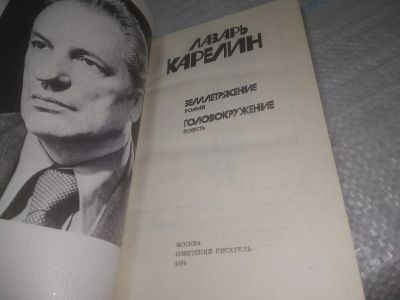 ЛАЗАРЬ
КАРЕЛИН
ЗЕМЛЕТРЯСЕНИЕ
РОМАН
ГОЛОВОКРУЖЕНИЕ
ПОВЕСТЬ
МОСКВА
СОВЕТСКИЙ ПИСАТЕЛЬ